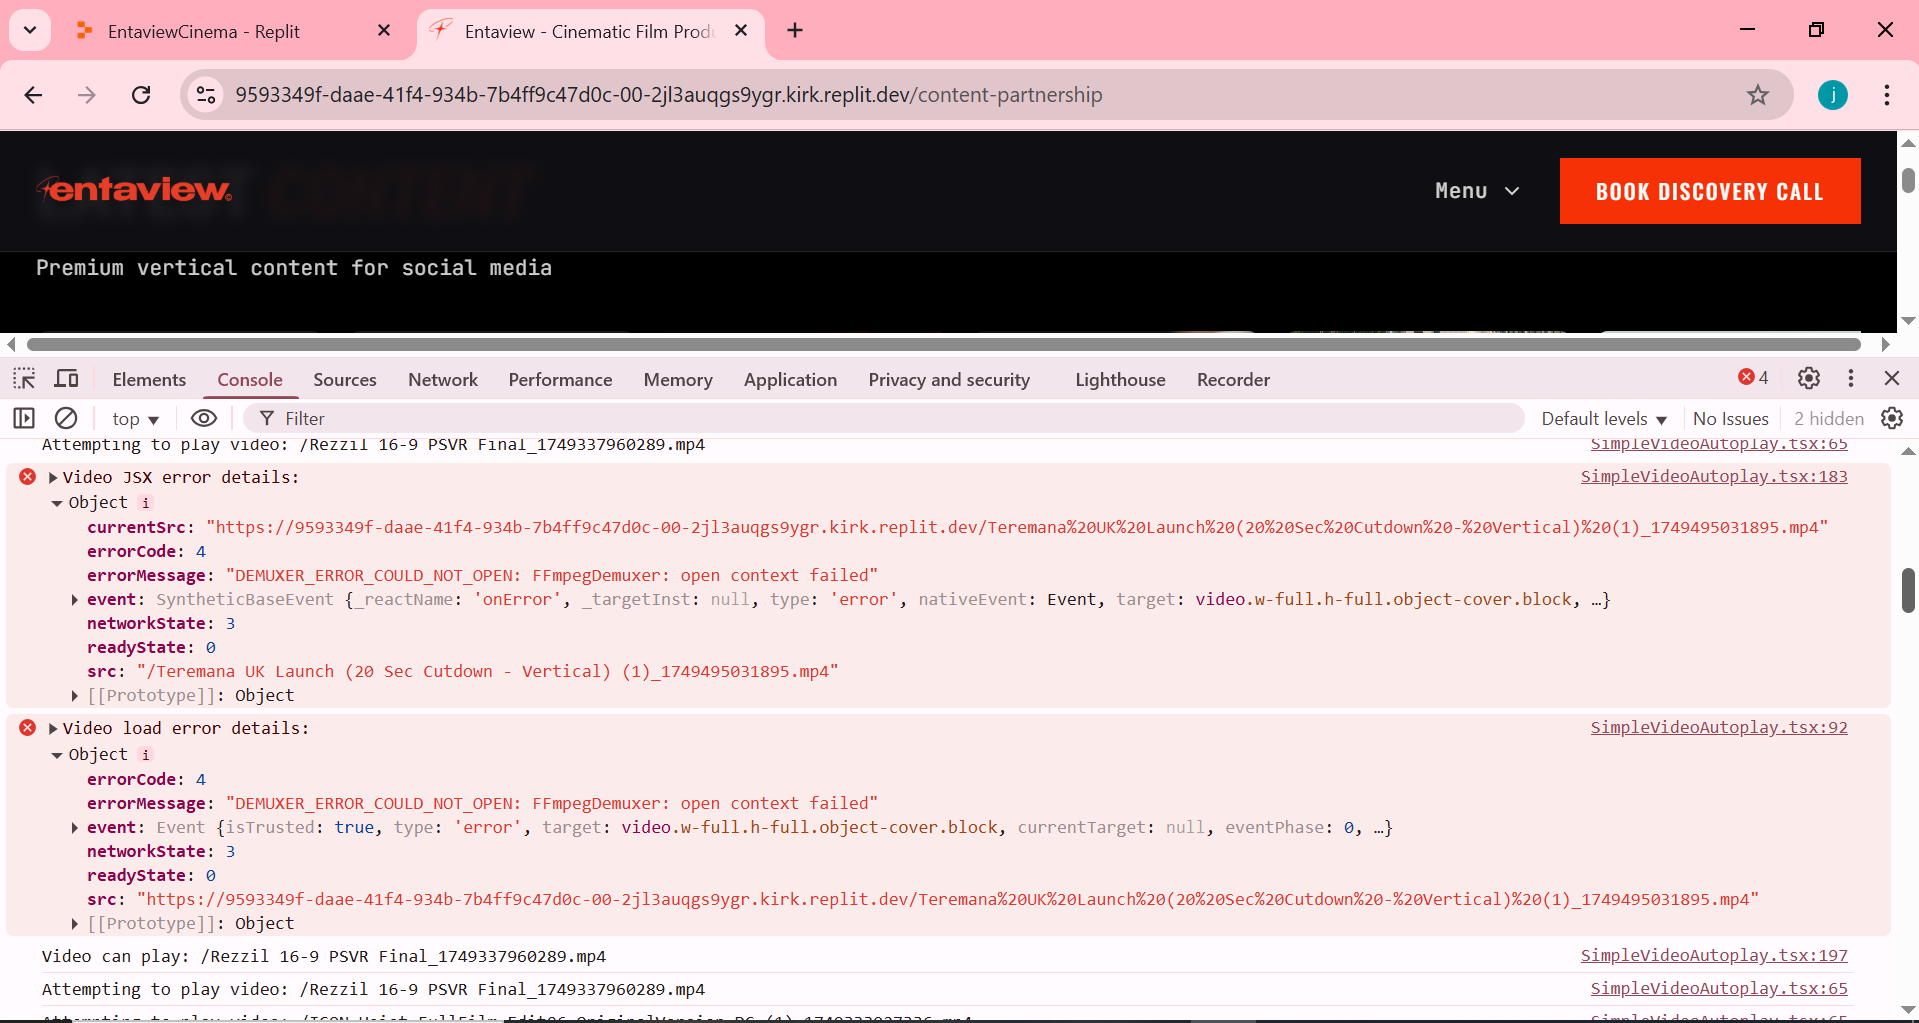 EntaviewCinema - Replit
Entaview - Cinematic Film Produ
9593349f-daae-41f4-934b-7b4ff9c47d0c-00-2jl3auqgs9ygr.kirk.replit.dev/content-partnership
j
LATEST CONTENT
entaview
Menu
BOOK DISCOVERY CALL
Premium vertical content for social media
Elements Console Sources Network Performance Memory Application Privacy and security Lighthouse Recorder 4
top Filter Default levels No Issues 2 hidden
Attempting to play video: /Rezzil 16-9 PSVR Final_1749337960289.mp4 SimpleVideoAutoplay.tsx:65
Video JSX error details: SimpleVideoAutoplay.tsx:183
Object i
currentSrc: "https://9593349f-daae-41f4-934b-7b4ff9c47d0c-00-2jl3auqgs9ygr.kirk.replit.dev/Teremana%20UK%20Launch%20(20%20Sec%20Cutdown%20-%20Vertical)%20(1)_1749495031895.mp4"
errorCode: 4
errorMessage: "DEMUXER_ERROR_COULD_NOT_OPEN: FFmpegDemuxer: open context failed"
event: SyntheticBaseEvent {_reactName: 'onError', _targetInst: null, type: 'error', nativeEvent: Event, target: video.w-full.h-full.object-cover.block, …}
networkState: 3
readyState: 0
src: "/Teremana UK Launch (20 Sec Cutdown - Vertical) (1)_1749495031895.mp4"
[[Prototype]]: Object
Video load error details: SimpleVideoAutoplay.tsx:92
Object i
errorCode: 4
errorMessage: "DEMUXER_ERROR_COULD_NOT_OPEN: FFmpegDemuxer: open context failed"
event: Event {isTrusted: true, type: 'error', target: video.w-full.h-full.object-cover.block, currentTarget: null, eventPhase: 0, …}
networkState: 3
readyState: 0
src: "https://9593349f-daae-41f4-934b-7b4ff9c47d0c-00-2jl3auqgs9ygr.kirk.replit.dev/Teremana%20UK%20Launch%20(20%20Sec%20Cutdown%20-%20Vertical)%20(1)_1749495031895.mp4"
[[Prototype]]: Object
Video can play: /Rezzil 16-9 PSVR Final_1749337960289.mp4 SimpleVideoAutoplay.tsx:197
Attempting to play video: /Rezzil 16-9 PSVR Final_1749337960289.mp4 SimpleVideoAutoplay.tsx:65
Attempting to play video: SimpleVideoAutoplay.tsx:65